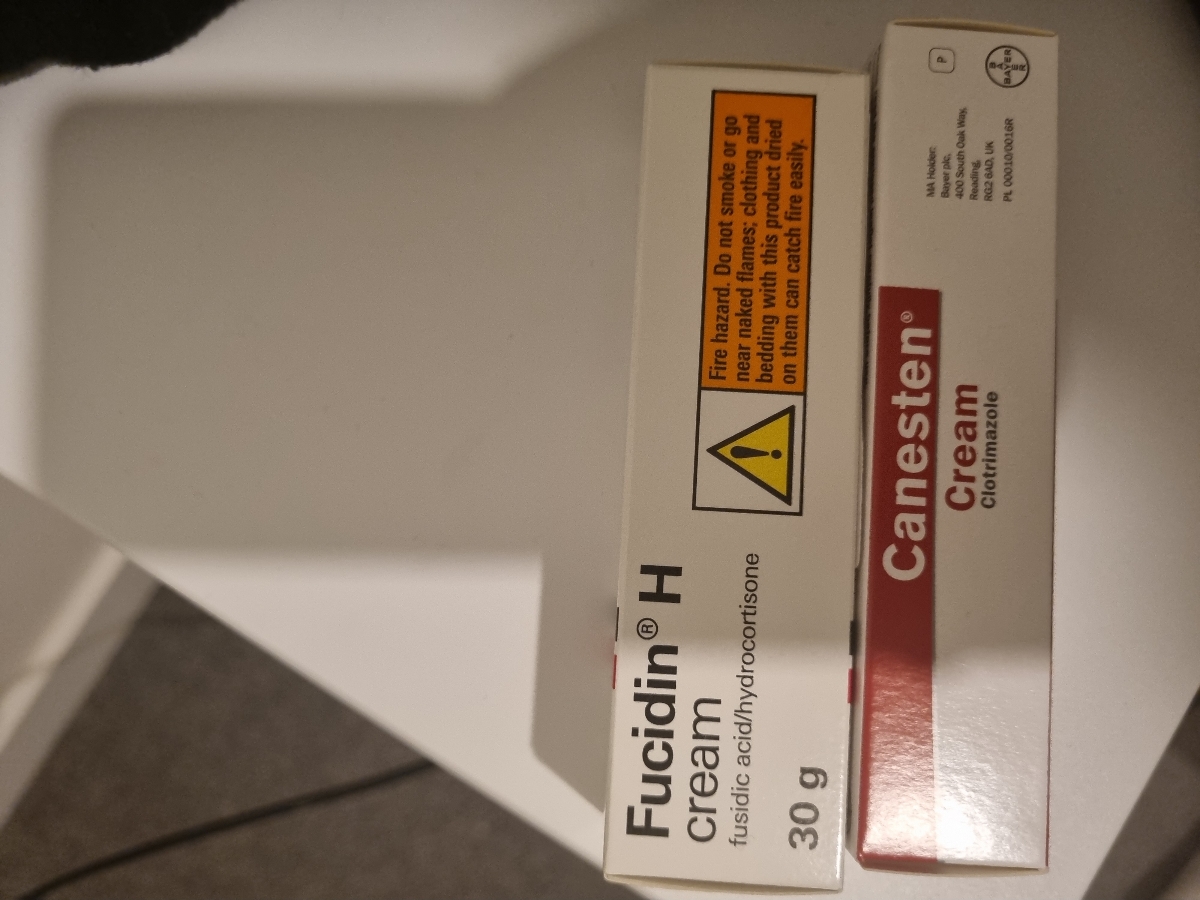 Fucidin® H
cream
fusidic acid/hydrocortisone
30 g
Fire hazard. Do not smoke or go
near naked flames; clothing and
bedding with this product dried
on them can catch fire easily.
Canesten®
Cream
Clotrimazole
P
BAYER
BAYER
MA Holder:
Bayer plc,
400 South Oak Way,
Reading,
RG2 6AD, UK
PL 00010/0016R